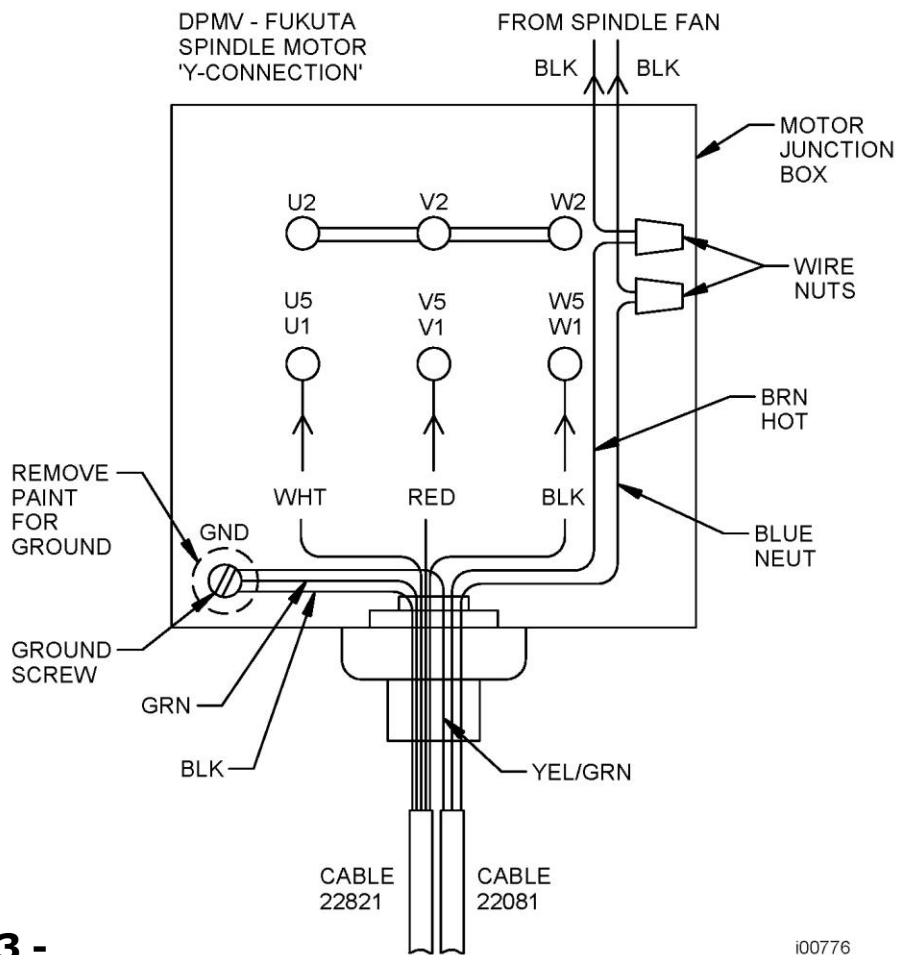 DPMV - FUKUTA
SPINDLE MOTOR
'Y-CONNECTION'
FROM SPINDLE FAN
BLK
BLK
MOTOR
JUNCTION
BOX
U2
V2
W2
WIRE
NUTS
U5
U1
V5
V1
W5
W1
BRN
HOT
REMOVE
PAINT
FOR
GROUND
WHT
RED
BLK
GND
BLUE
NEUT
GROUND
SCREW
GRN
BLK
YEL/GRN
CABLE
22821
CABLE
22081
3 -
i00776